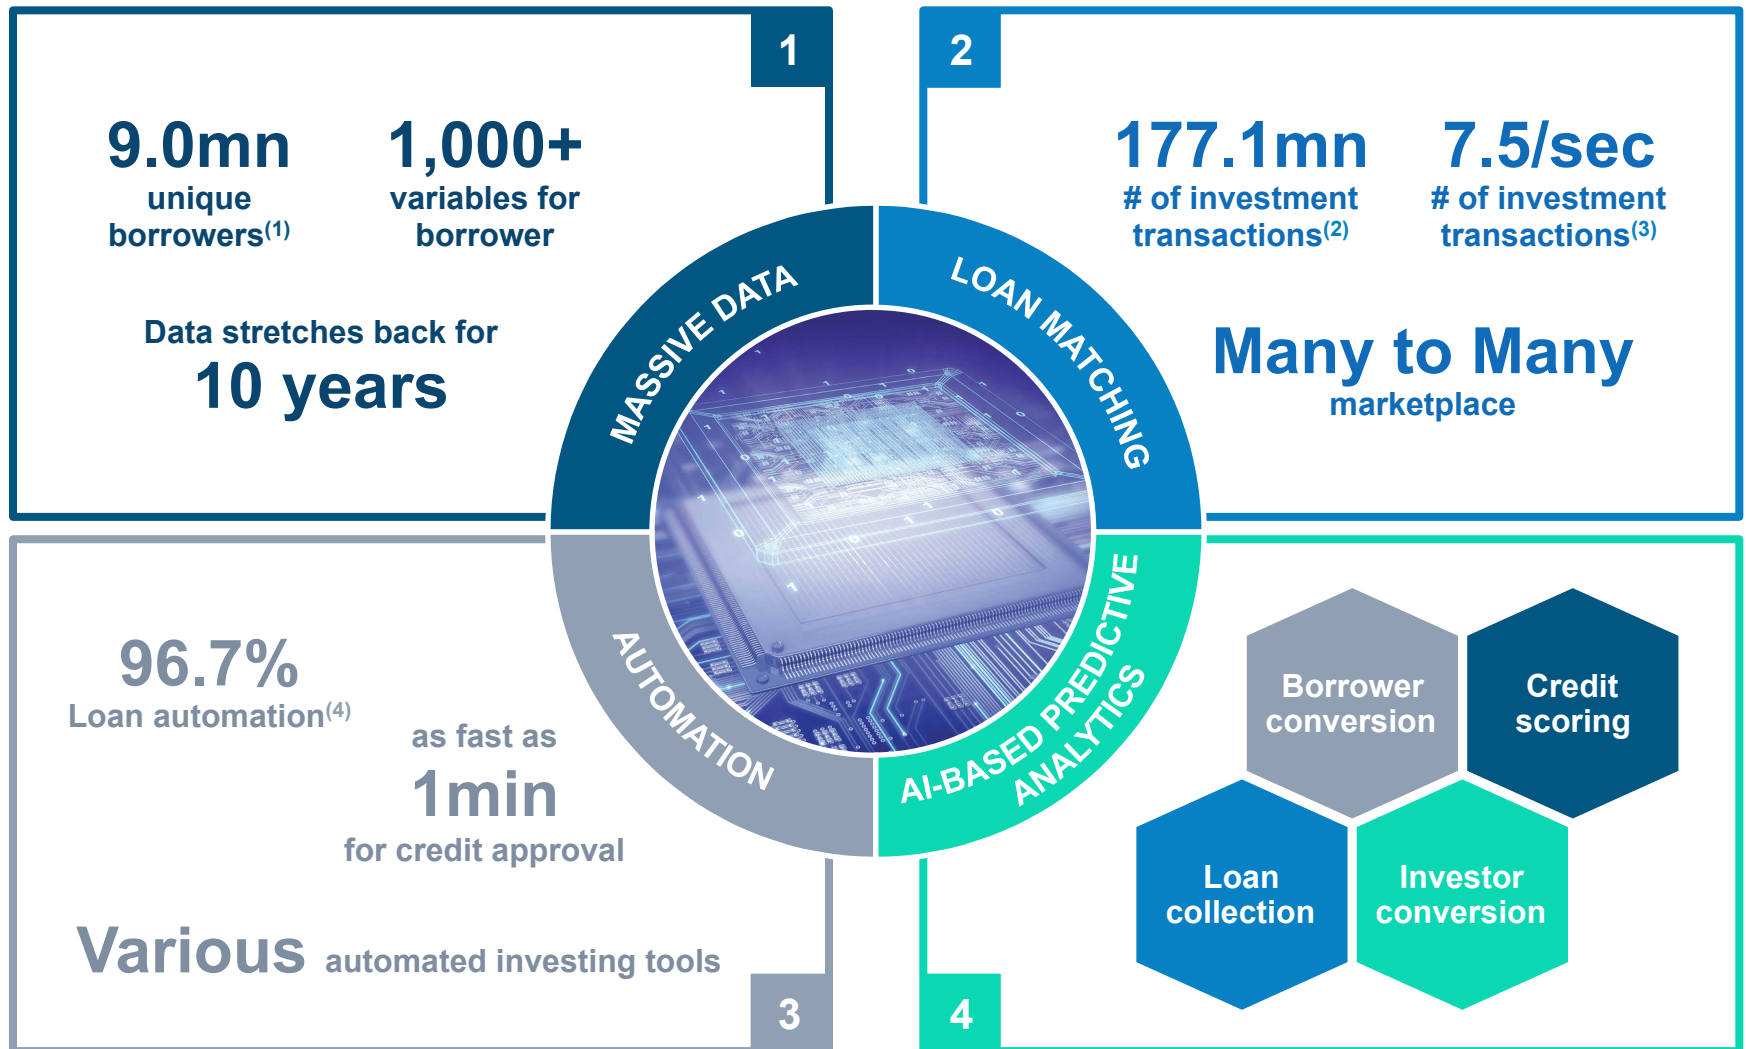 1
9.0mn
unique
borrowers(1)
1,000+
variables for
borrower
Data stretches back for
10 years
MASSIVE DATA
2
177.1mn
# of investment
transactions(2)
7.5/sec
# of investment
transactions(3)
Many to Many
marketplace
LOAN MATCHING
96.7%
Loan automation(4)
as fast as
1min
for credit approval
Various automated investing tools
3
AUTOMATION
AI-BASED PREDICTIVE
ANALYTICS
Borrower
conversion
Credit
scoring
Loan
collection
Investor
conversion
4